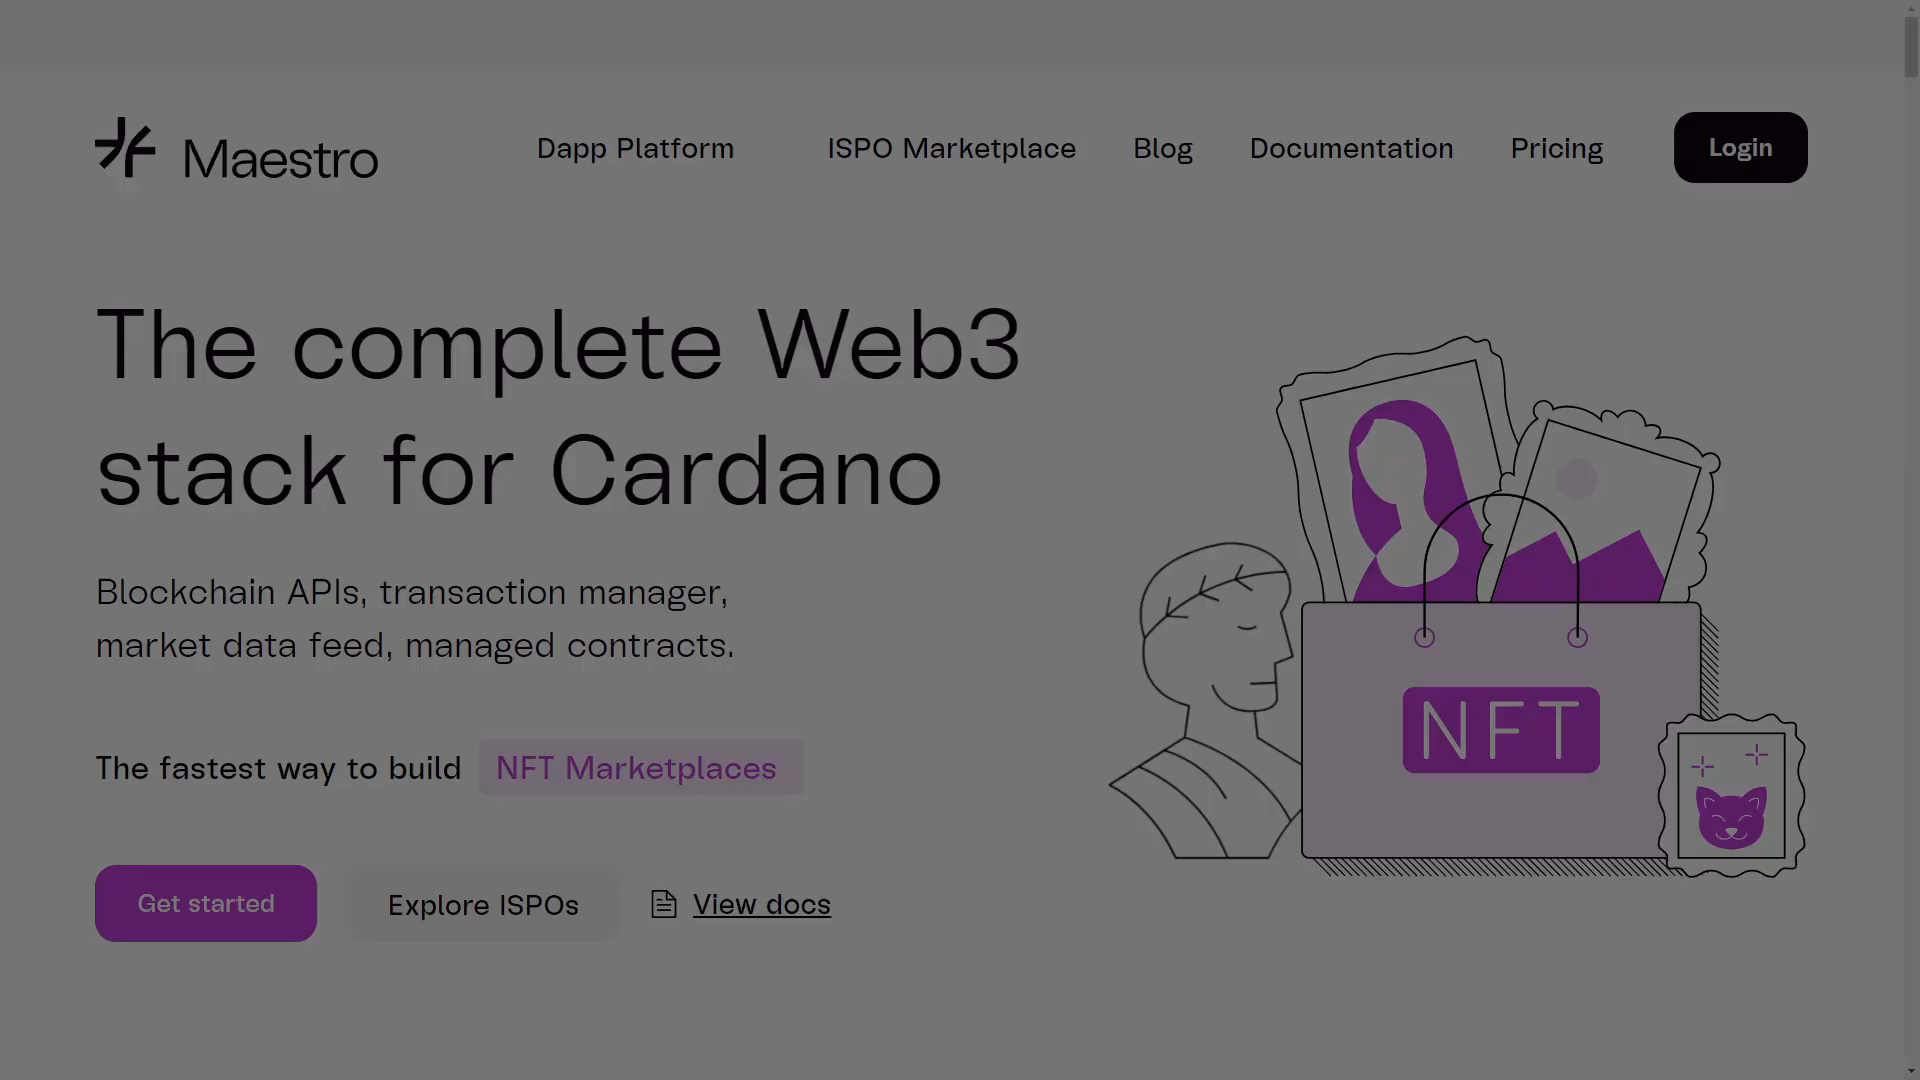 Maestro
Dapp Platform
ISPO Marketplace
Blog
Documentation
Pricing
Login
The complete Web3
stack for Cardano
Blockchain APIs, transaction manager,
market data feed, managed contracts.
The fastest way to build NFT Marketplaces
NFT
Get started
Explore ISPOs
View docs